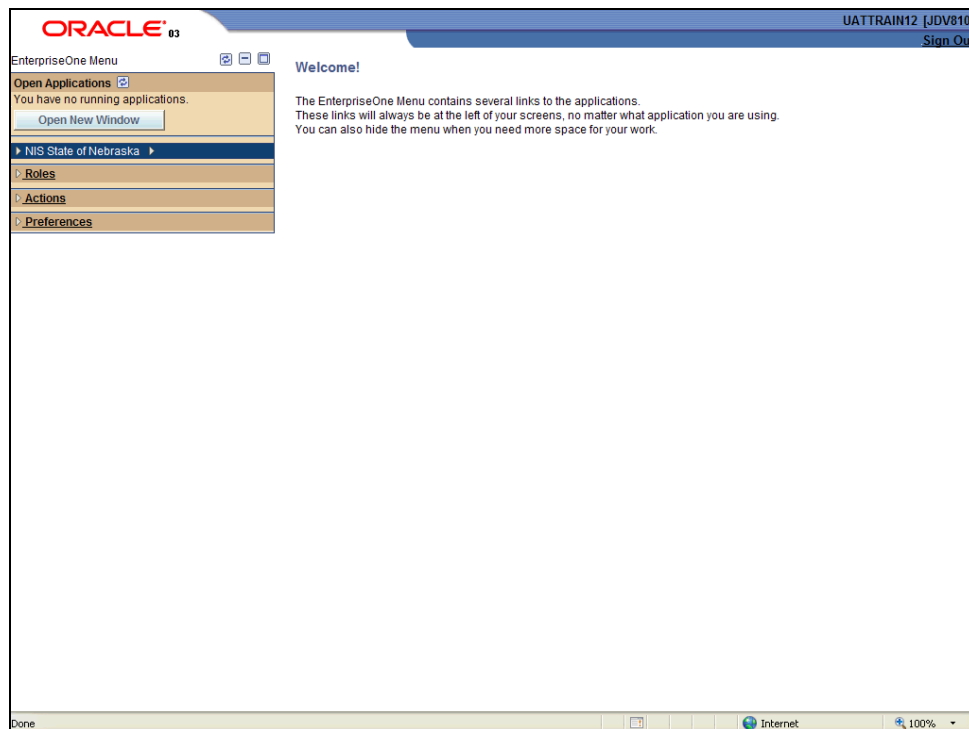 ORACLE 03
UATTRAIN12 [JDV810
Sign Ou
EnterpriseOne Menu
Open Applications
You have no running applications.
Open New Window
NIS State of Nebraska
Roles
Actions
Preferences
Welcome!
The EnterpriseOne Menu contains several links to the applications.
These links will always be at the left of your screens, no matter what application you are using.
You can also hide the menu when you need more space for your work.
Done
Internet
100%